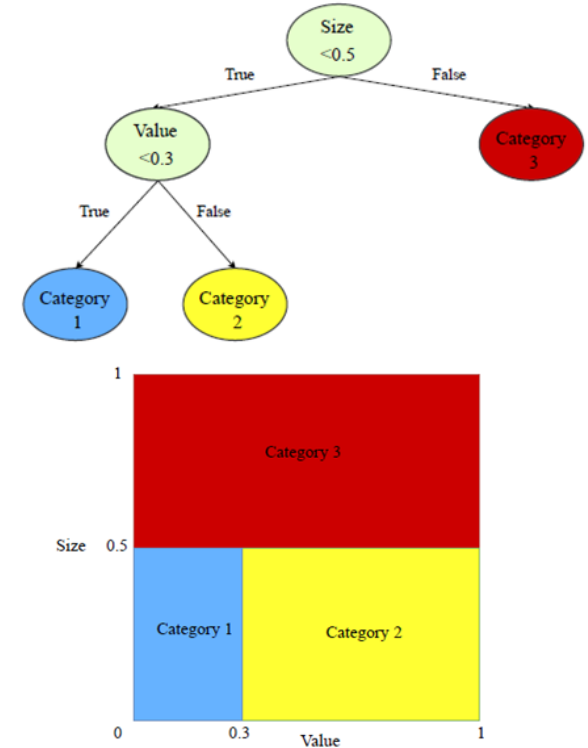 Size
<0.5
True
False
Value
<0.3
Category
3
True
False
Category
1
Category
2
1
Category 3
Size
0.5
Category 1
Category 2
0
0.3
Value
1